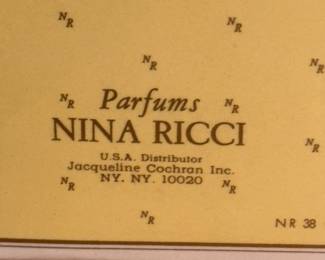 NR NR
NR NR
NR Parfums NR
NINA RICCI
NR
U.S.A. Distributor
Jacqueline Cochran Inc.
NR NY. NY. 10020 NR
NR
NR 38